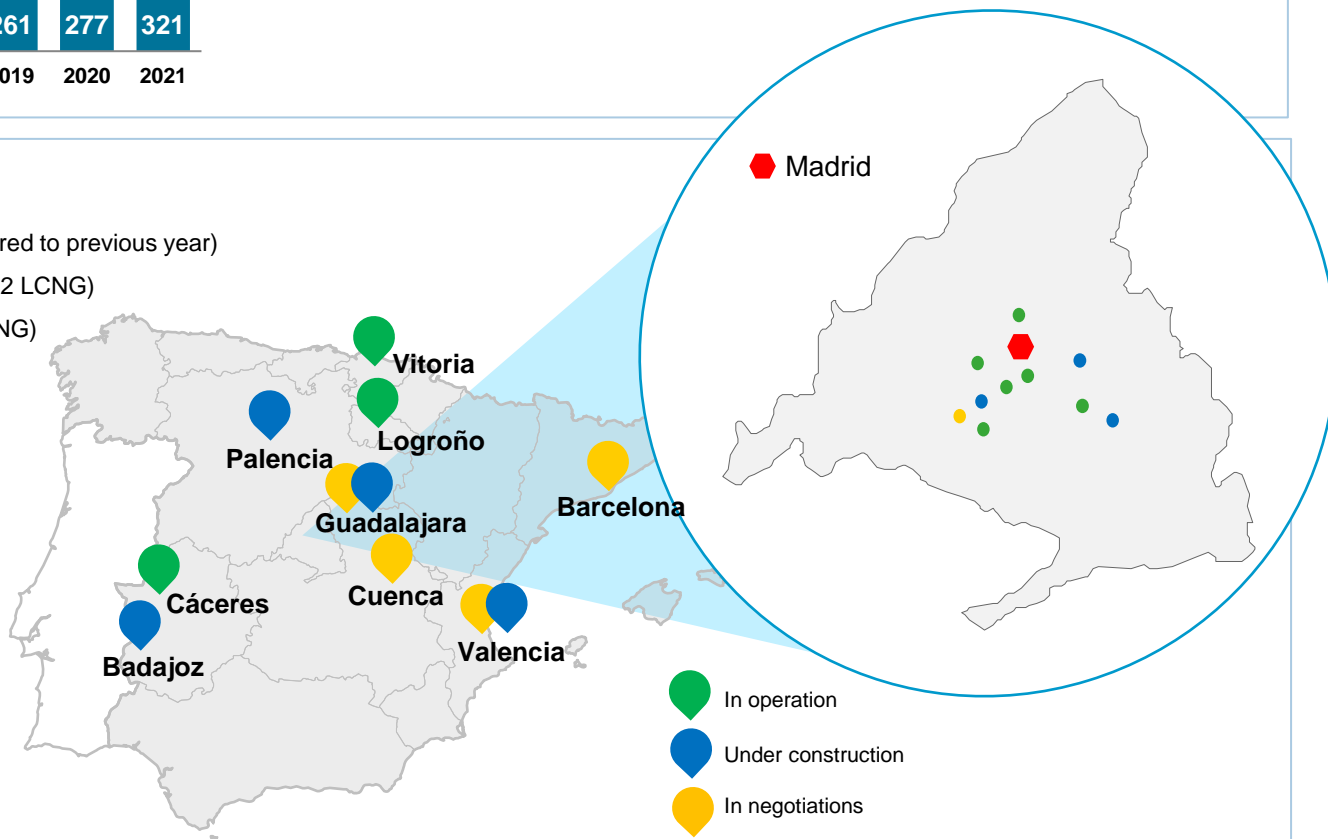 261 277 321
2019 2020 2021
Madrid
red to previous year)
2 LCNG)
NG)
Vitoria
Logroño
Palencia
Guadalajara
Barcelona
Cuenca
Cáceres
Valencia
Badajoz
In operation
Under construction
In negotiations